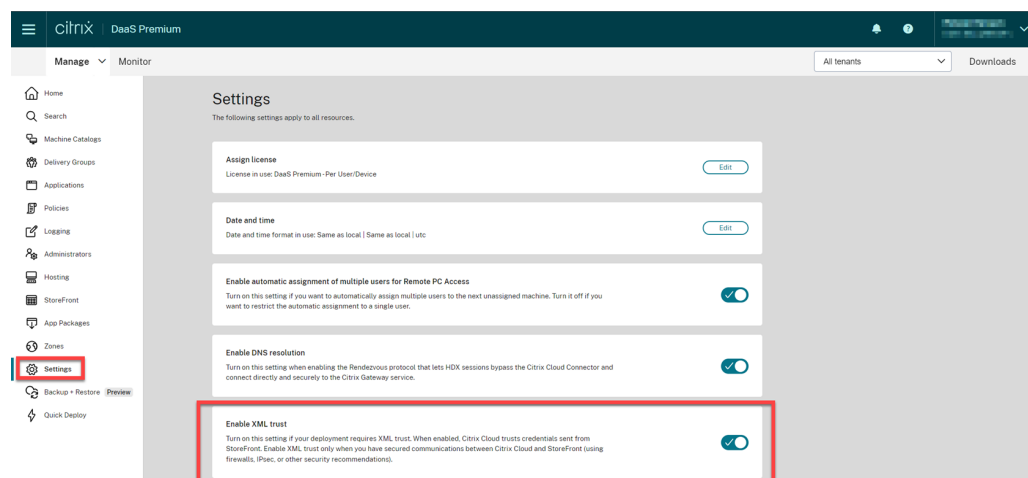 citrix | DaaS Premium
Manage Monitor
All tenants
Downloads
Home
Search
Machine Catalogs
Delivery Groups
Applications
Policies
Logging
Administrators
Hosting
StoreFront
App Packages
Zones
Settings
Backup + Restore Preview
Quick Deploy
Settings
The following settings apply to all resources.
Assign license
License in use: DaaS Premium - Per User/Device
Edit
Date and time
Date and time format in use: Same as local | Same as local | utc
Edit
Enable automatic assignment of multiple users for Remote PC Access
Turn on this setting if you want to automatically assign multiple users to the next unassigned machine. Turn it off if you
want to restrict the automatic assignment to a single user.
Enable DNS resolution
Turn on this setting when enabling the Rendezvous protocol that lets HDX sessions bypass the Citrix Cloud Connector and
connect directly and securely to the Citrix Gateway service.
Enable XML trust
Turn on this setting if your deployment requires XML trust. When enabled, Citrix Cloud trusts credentials sent from
StoreFront. Enable XML trust only when you have secured communications between Citrix Cloud and StoreFront (using
firewalls, IPsec, or other security recommendations).